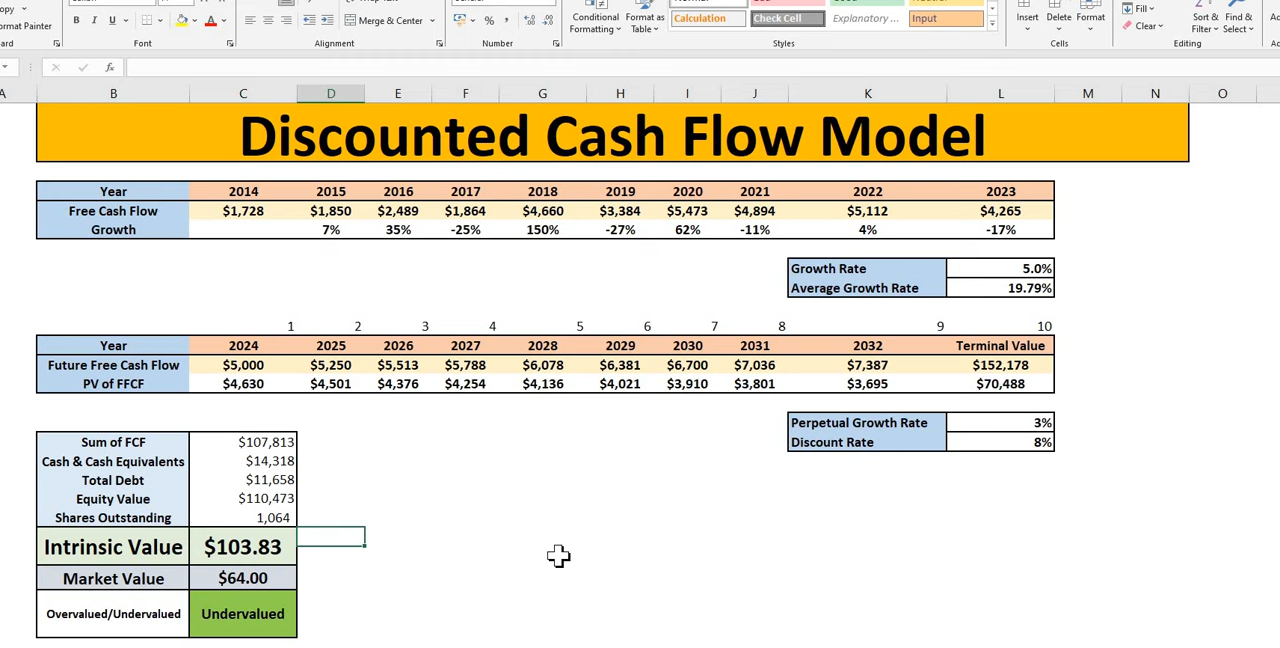 opy
ormat Painter
ard
B I U
Font
Merge & Center
Alignment
$ % ,
Number
Conditional Formatting
Format as Table
Calculation
Check Cell
Explanatory ...
Input
Styles
Insert
Delete
Format
Cells
Fill
Clear
Sort & Filter
Find & Select
Editing
fx
A B C D E F G H I J K L M N O
Discounted Cash Flow Model
Year 2014 2015 2016 2017 2018 2019 2020 2021 2022 2023
Free Cash Flow $1,728 $1,850 $2,489 $1,864 $4,660 $3,384 $5,473 $4,894 $5,112 $4,265
Growth 7% 35% -25% 150% -27% 62% -11% 4% -17%
Growth Rate 5.0%
Average Growth Rate 19.79%
1 2 3 4 5 6 7 8 9 10
Year 2024 2025 2026 2027 2028 2029 2030 2031 2032 Terminal Value
Future Free Cash Flow $5,000 $5,250 $5,513 $5,788 $6,078 $6,381 $6,700 $7,036 $7,387 $152,178
PV of FFCF $4,630 $4,501 $4,376 $4,254 $4,136 $4,021 $3,910 $3,801 $3,695 $70,488
Perpetual Growth Rate 3%
Discount Rate 8%
Sum of FCF $107,813
Cash & Cash Equivalents $14,318
Total Debt $11,658
Equity Value $110,473
Shares Outstanding 1,064
Intrinsic Value $103.83
Market Value $64.00
Overvalued/Undervalued Undervalued